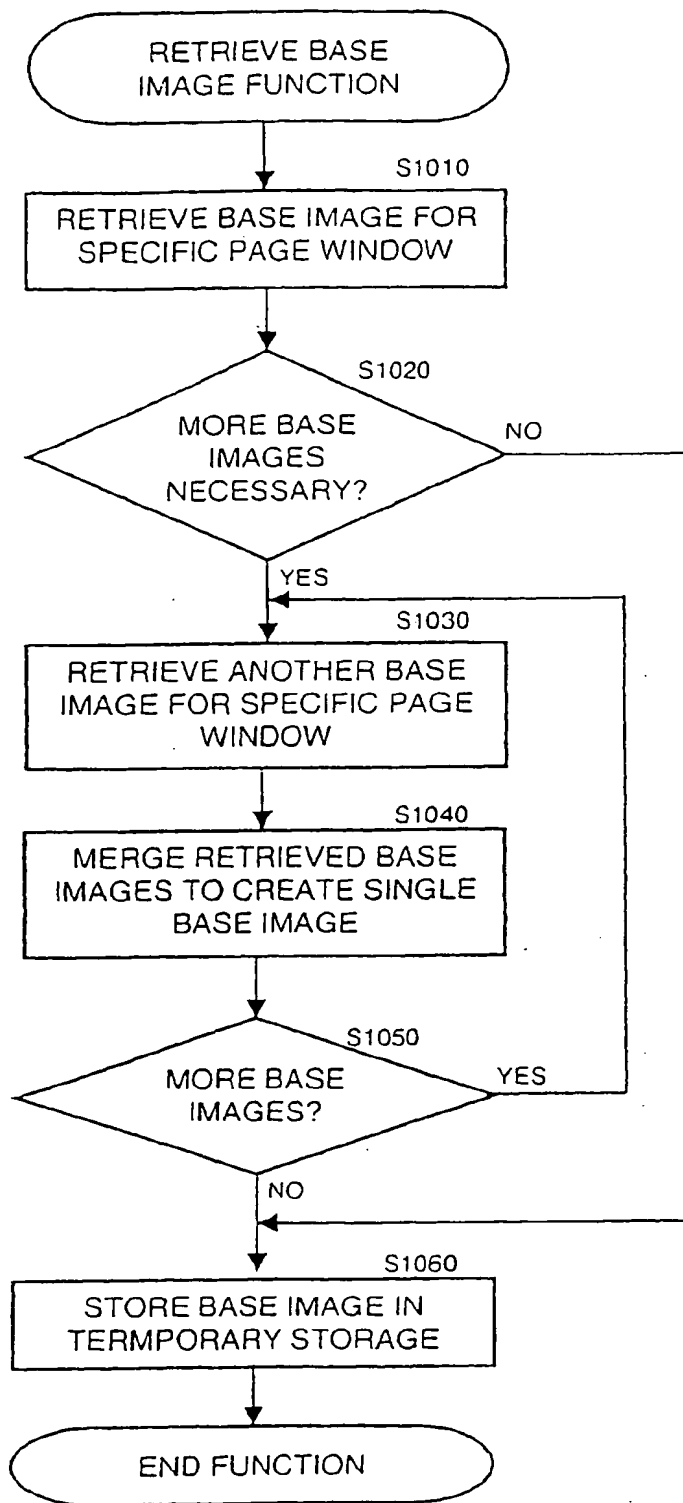 RETRIEVE BASE
IMAGE FUNCTION
S1010
RETRIEVE BASE IMAGE FOR
SPECIFIC PAGE WINDOW
S1020
MORE BASE
IMAGES
NECESSARY?
NO
YES
S1030
RETRIEVE ANOTHER BASE
IMAGE FOR SPECIFIC PAGE
WINDOW
S1040
MERGE RETRIEVED BASE
IMAGES TO CREATE SINGLE
BASE IMAGE
S1050
MORE BASE
IMAGES?
YES
NO
S1060
STORE BASE IMAGE IN
TERMPORARY STORAGE
END FUNCTION